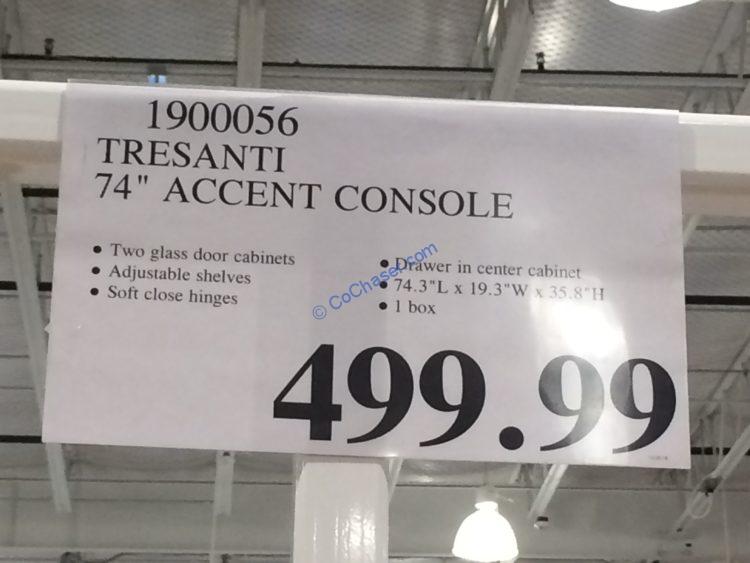 1900056
TRESANTI
74" ACCENT CONSOLE
• Two glass door cabinets
• Adjustable shelves
• Soft close hinges
• Drawer in center cabinet
• 74.3"L x 19.3"W x 35.8"H
• 1 box
© CoChaser.com
499.99